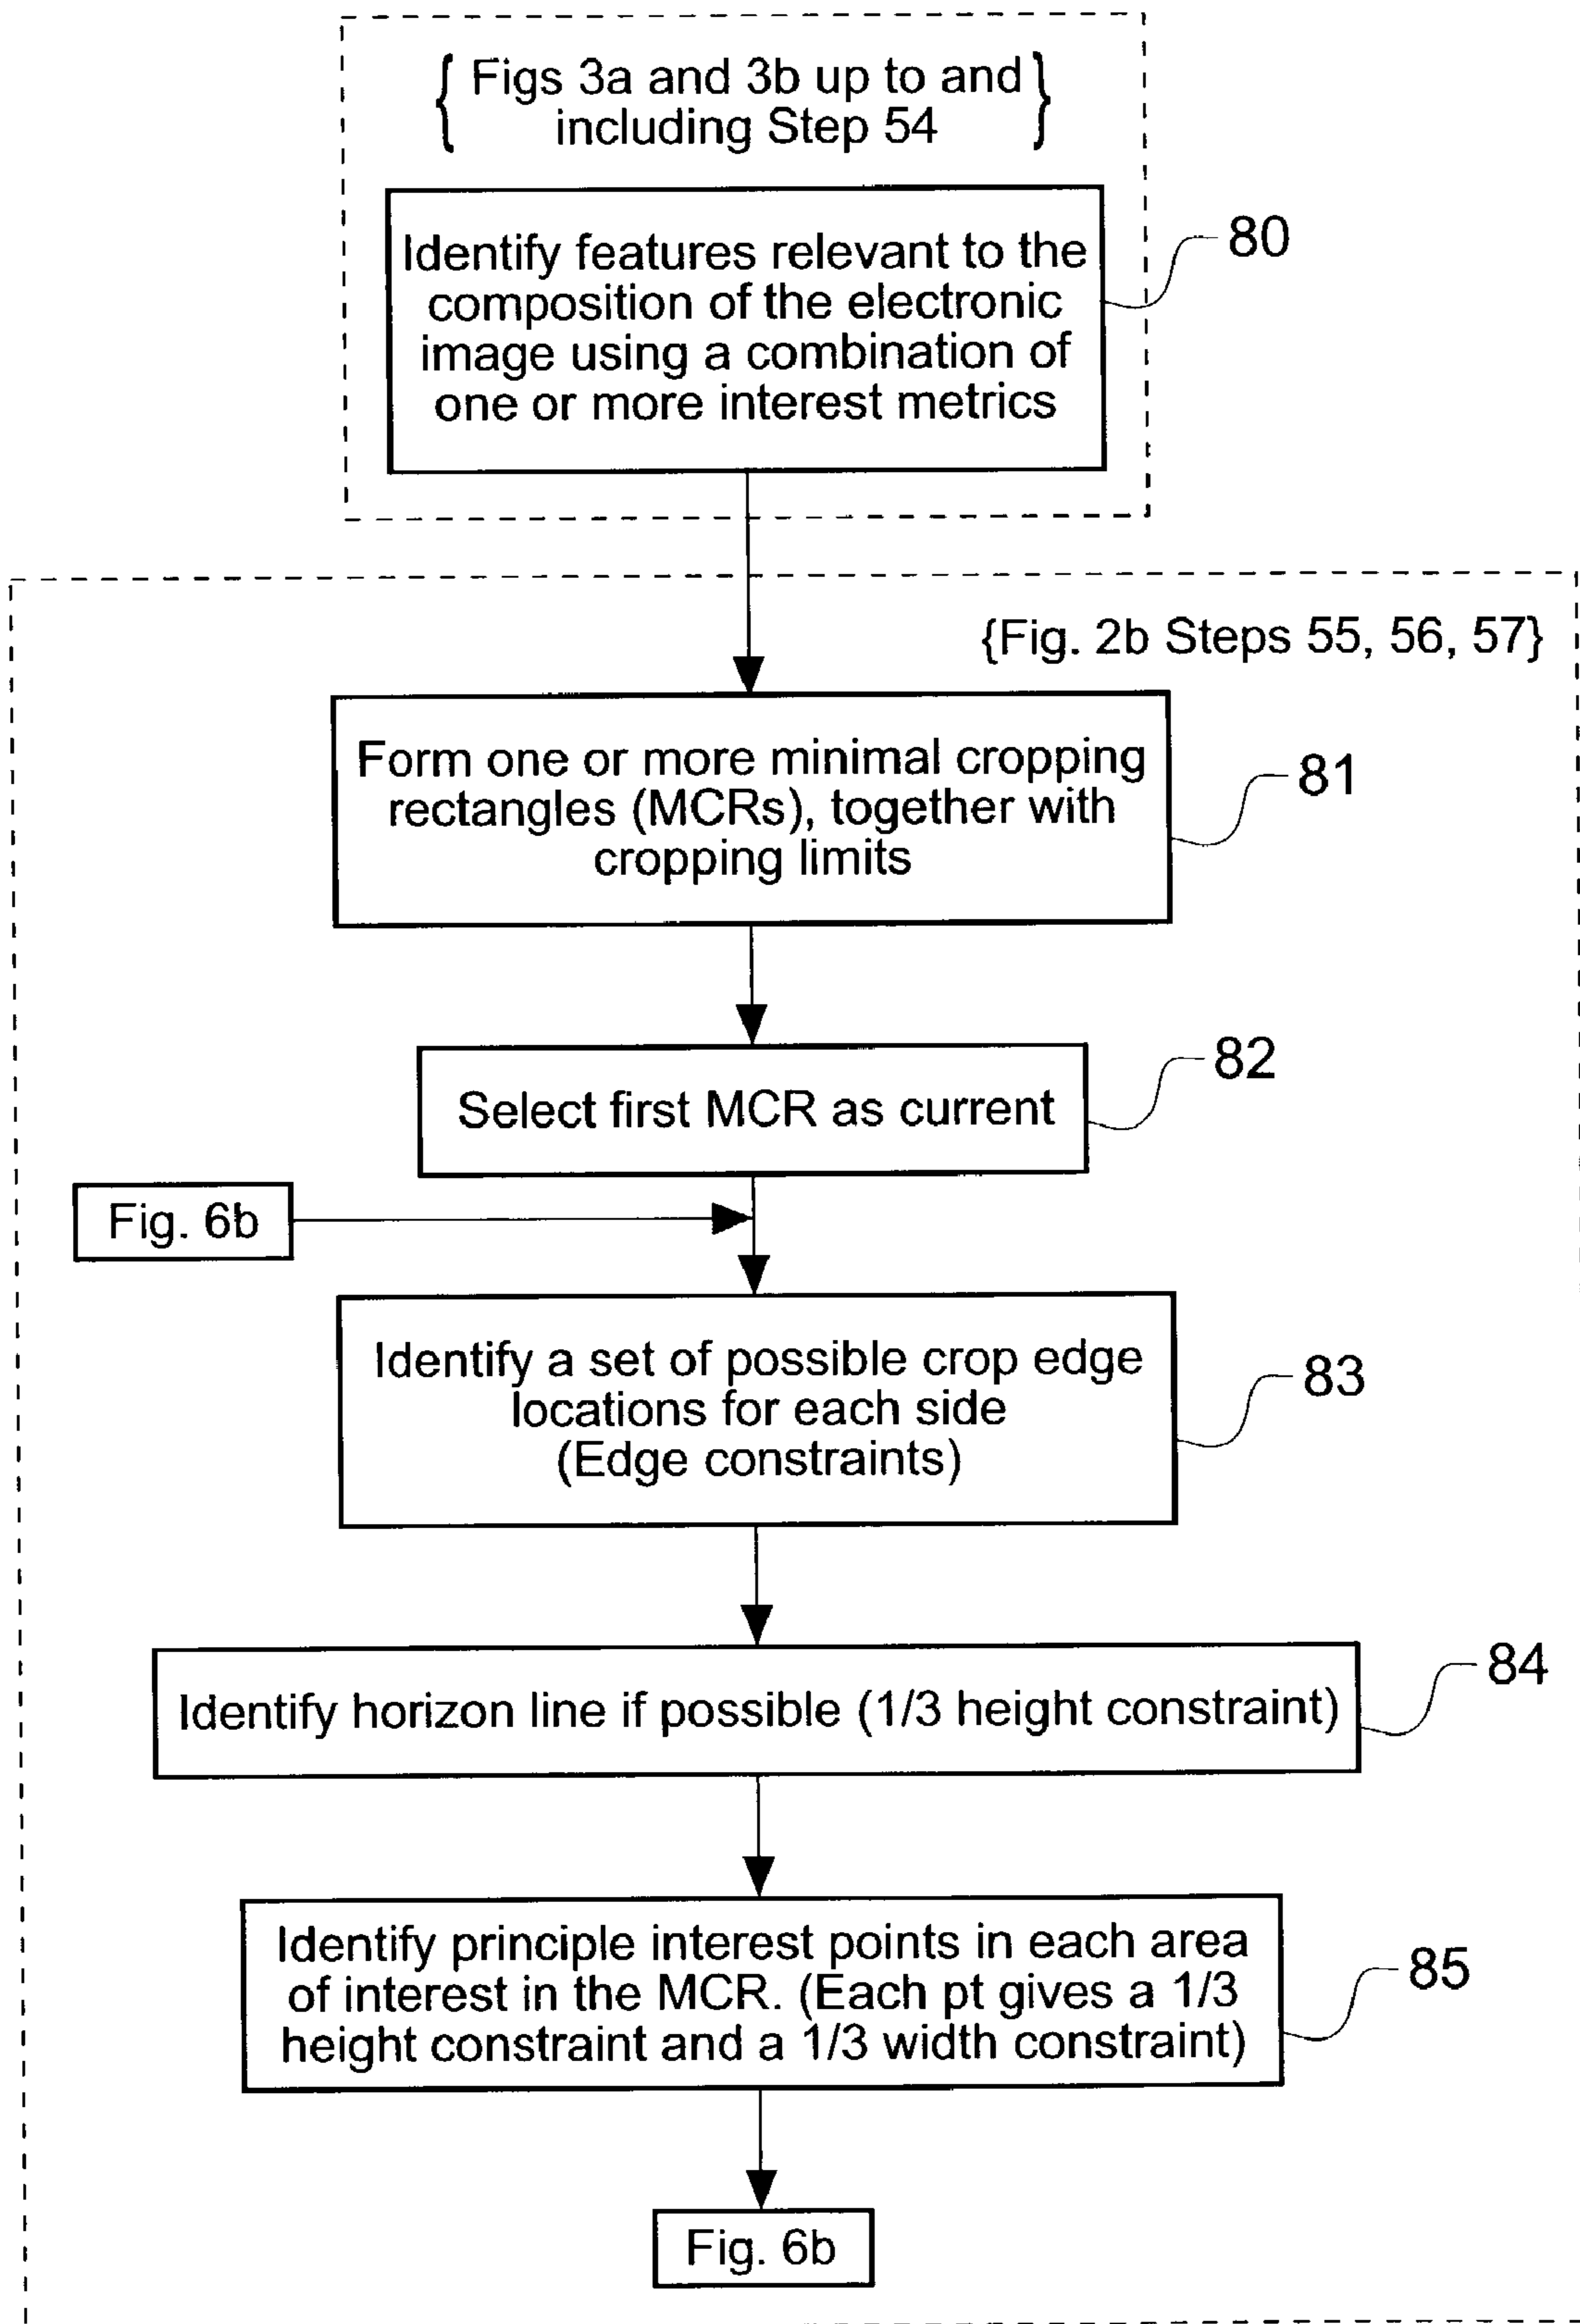 { Figs 3a and 3b up to and }
including Step 54
Identify features relevant to the
composition of the electronic
image using a combination of
one or more interest metrics
80
{Fig. 2b Steps 55, 56, 57}
Form one or more minimal cropping
rectangles (MCRs), together with
cropping limits
81
Select first MCR as current
82
Fig. 6b
Identify a set of possible crop edge
locations for each side
(Edge constraints)
83
Identify horizon line if possible (1/3 height constraint)
84
Identify principle interest points in each area
of interest in the MCR. (Each pt gives a 1/3
height constraint and a 1/3 width constraint)
85
Fig. 6b